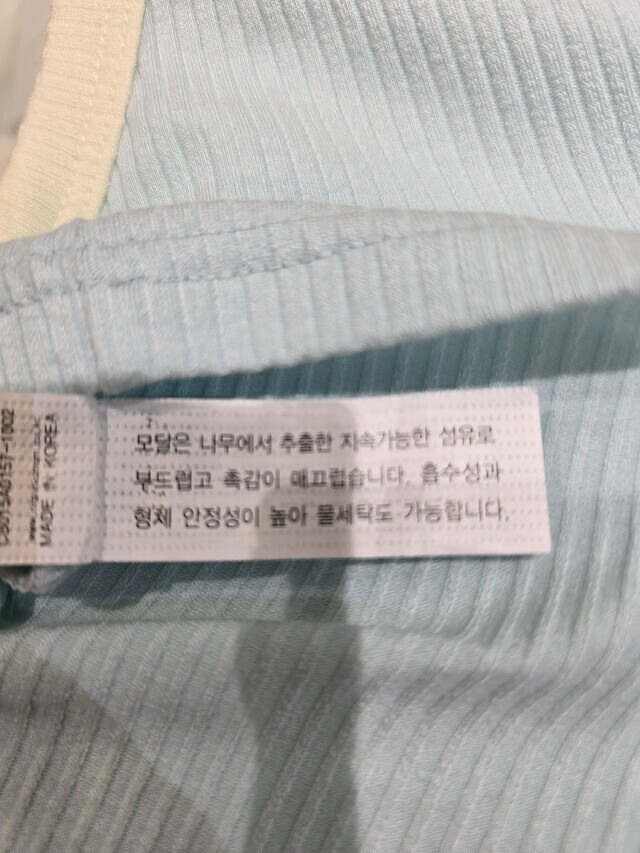 모달은 나무에서 추출한 지속가능한 섬유로
부드럽고 촉감이 매끄럽습니다. 흡수성과
형체 안정성이 높아 물세탁도 가능합니다.
MADE IN KOREA